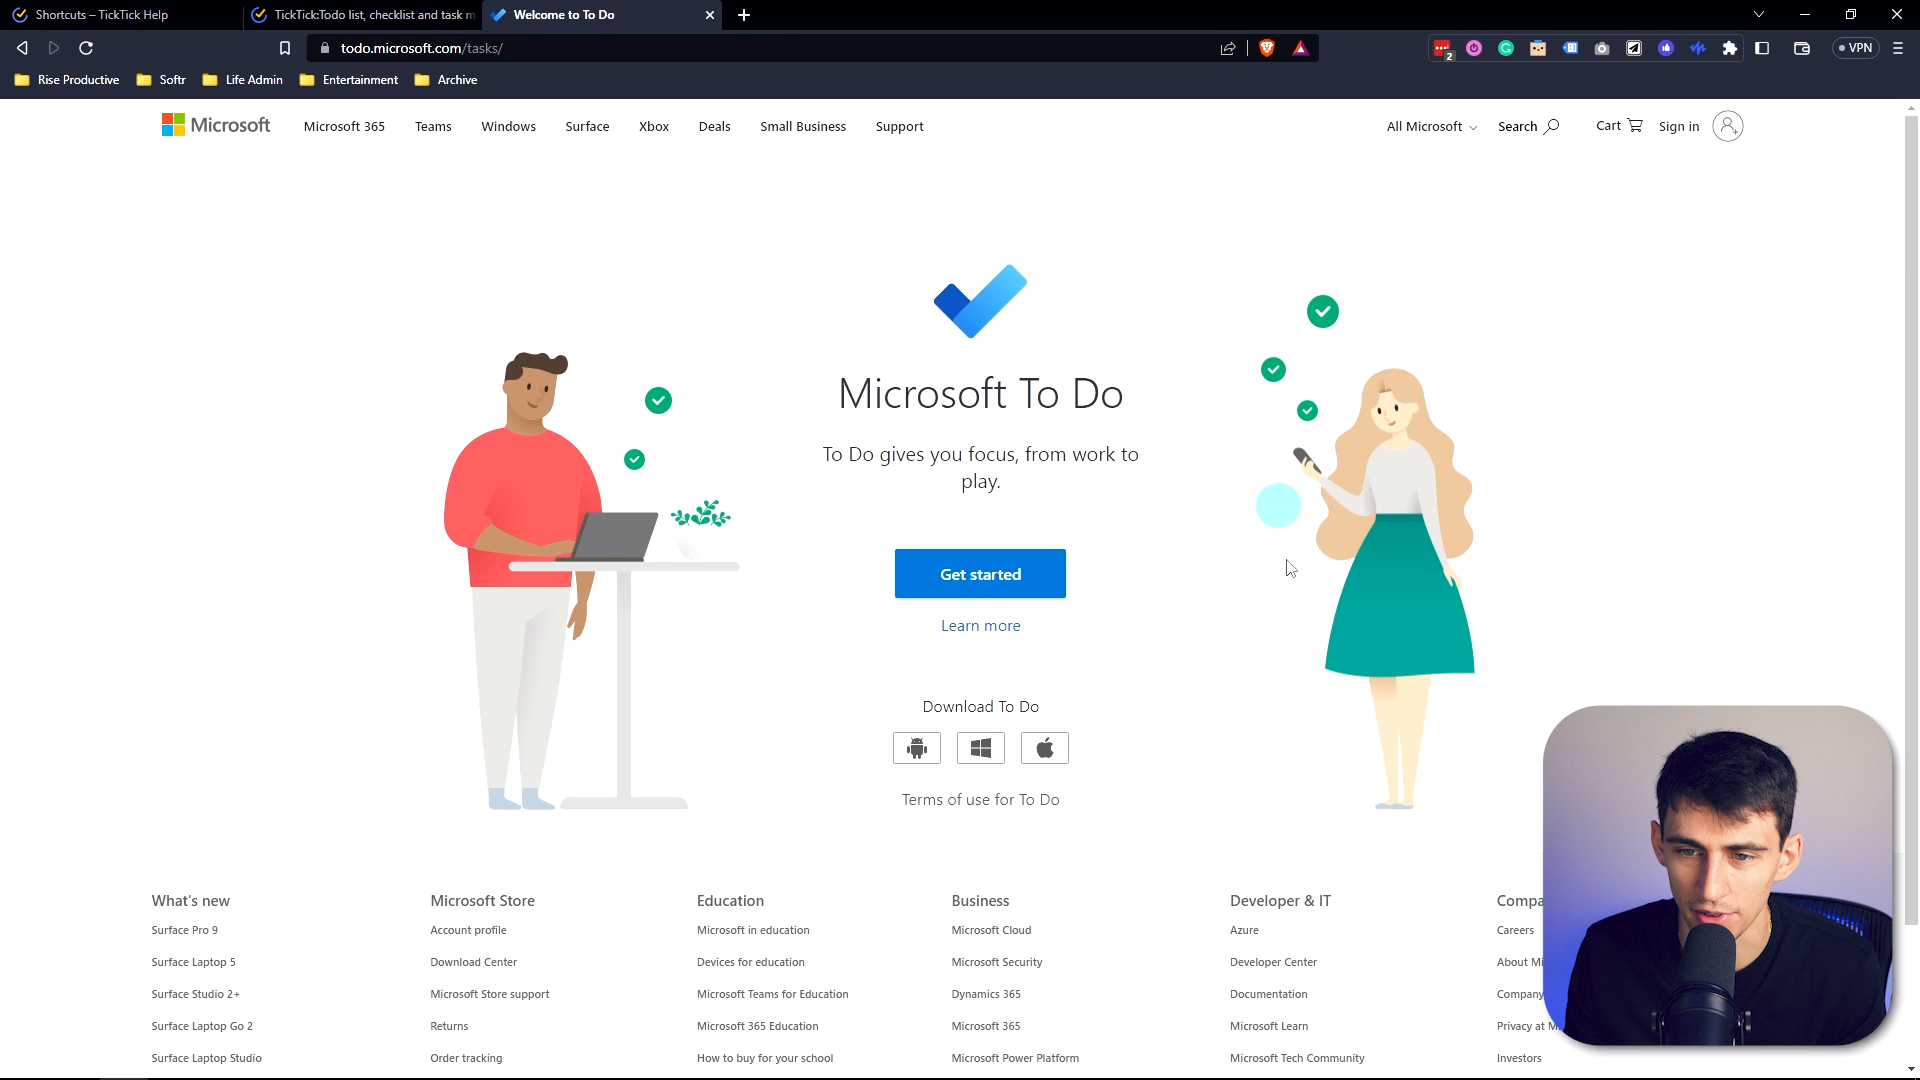 Shortcuts – TickTick Help
TickTick:Todo list, checklist and task m
Welcome to To Do
todo.microsoft.com/tasks/
2
VPN
Rise Productive
Softr
Life Admin
Entertainment
Archive
Microsoft
Microsoft 365
Teams
Windows
Surface
Xbox
Deals
Small Business
Support
All Microsoft
Search
Cart
Sign in
Microsoft To Do
To Do gives you focus, from work to
play.
Get started
Learn more
Download To Do
Terms of use for To Do
What's new
Surface Pro 9
Surface Laptop 5
Surface Studio 2+
Surface Laptop Go 2
Surface Laptop Studio
Microsoft Store
Account profile
Download Center
Microsoft Store support
Returns
Order tracking
Education
Microsoft in education
Devices for education
Microsoft Teams for Education
Microsoft 365 Education
How to buy for your school
Business
Microsoft Cloud
Microsoft Security
Dynamics 365
Microsoft 365
Microsoft Power Platform
Developer & IT
Azure
Developer Center
Documentation
Microsoft Learn
Microsoft Tech Community
Compa
Careers
About Mi
Company
Privacy at M
Investors